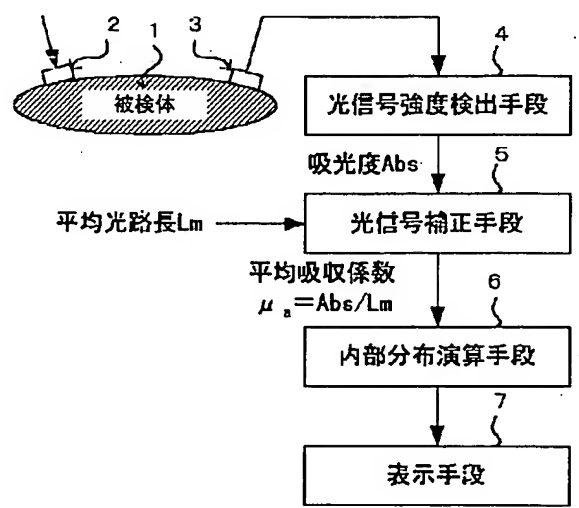 2 1 3
被検体
4
光信号強度検出手段
吸光度Abs
5
平均光路長Lm
光信号補正手段
平均吸収係数
μa=Abs/Lm
6
内部分布演算手段
7
表示手段